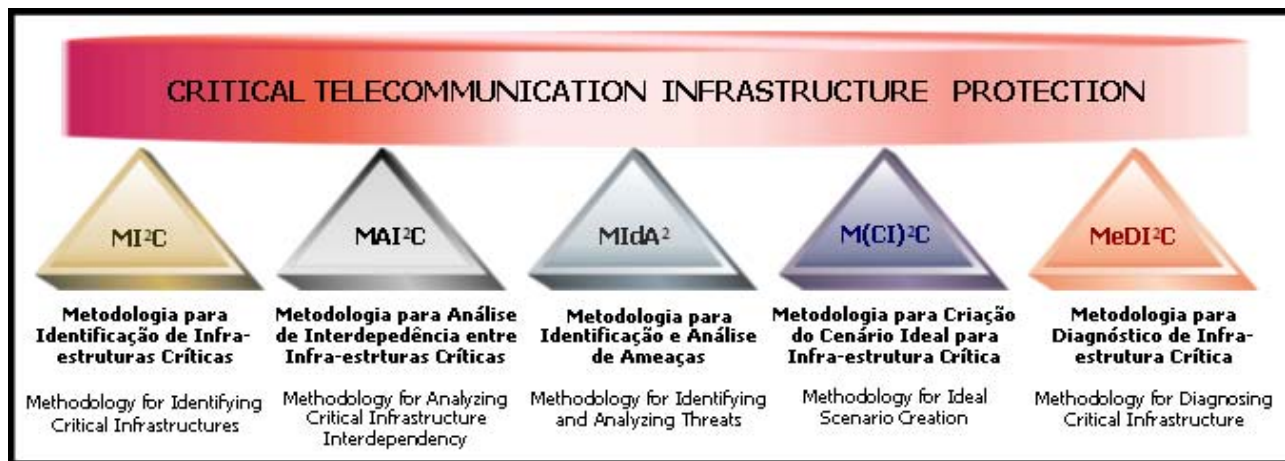 CRITICAL TELECOMMUNICATION INFRASTRUCTURE PROTECTION
MI²C
MAI²C
MIdA²
M(CI)²C
MeDI²C
Metodologia para
Identificação de Infra-
estruturas Críticas
Methodology for Identifying
Critical Infrastructures
Metodologia para Análise
de Interdepedência entre
Infra-estrturas Críticas
Methodology for Analyzing
Critical Infrastructure
Interdependency
Metodologia para
Identificação e Análise
de Ameaças
Methodology for Identifying
and Analyzing Threats
Metodologia para Criação
do Cenário Ideal para
Infra-estrutura Crítica
Methodology for Ideal
Scenario Creation
Metodologia para
Diagnóstico de Infra-
estrutura Crítica
Methodology for Diagnosing
Critical Infrastructure